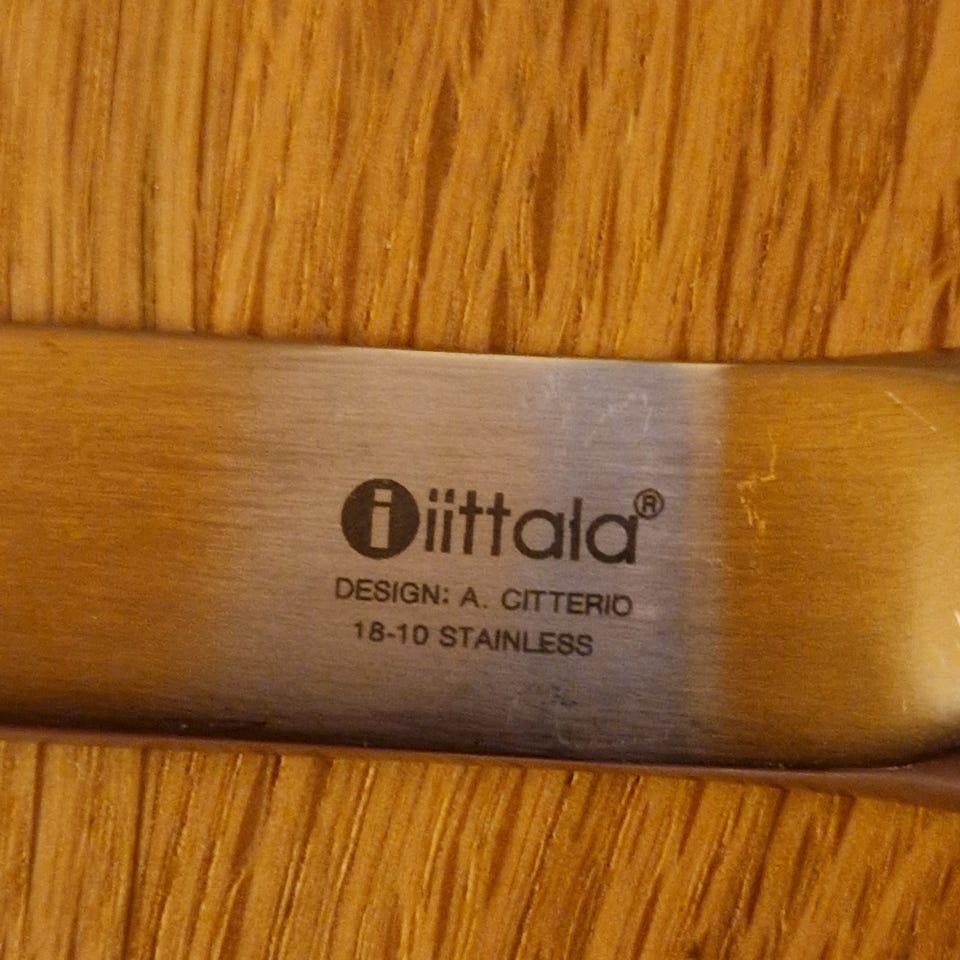 i iittala®
DESIGN: A. CITTERIO
18-10 STAINLESS